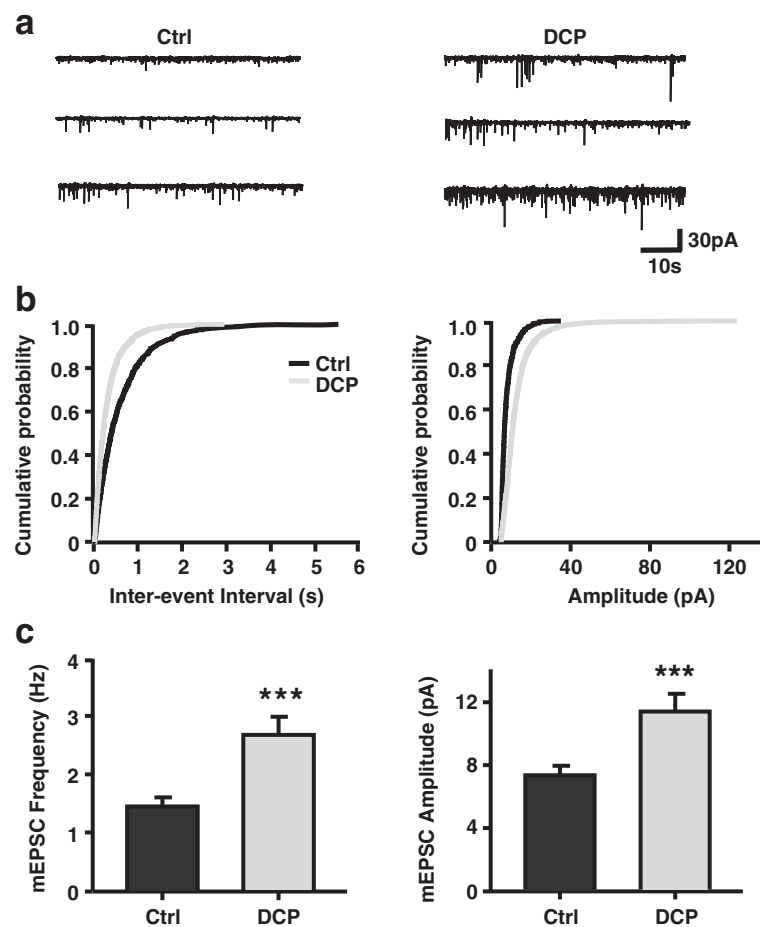 a
Ctrl
DCP
30pA
10s
b
Cumulative probability
1.0
0.8
0.6
0.4
0.2
0
0 1 2 3 4 5 6
Inter-event Interval (s)
Ctrl
DCP
Cumulative probability
1.0
0.8
0.6
0.4
0.2
0
0 40 80 120
Amplitude (pA)
c
mEPSC Frequency (Hz)
4
3
2
1
0
***
Ctrl DCP
mEPSC Amplitude (pA)
12
8
4
0
***
Ctrl DCP